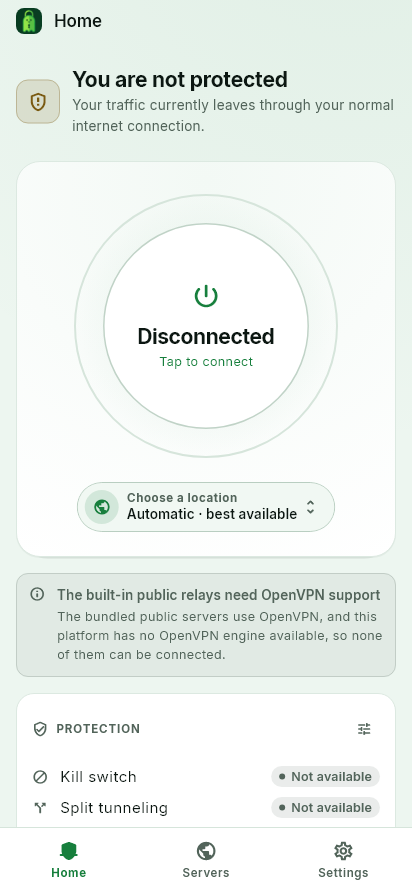 Home
You are not protected
Your traffic currently leaves through your normal
internet connection.
Disconnected
Tap to connect
Choose a location
Automatic · best available
The built-in public relays need OpenVPN support
The bundled public servers use OpenVPN, and this
platform has no OpenVPN engine available, so none
of them can be connected.
PROTECTION
Kill switch
Not available
Split tunneling
Not available
Home
Servers
Settings